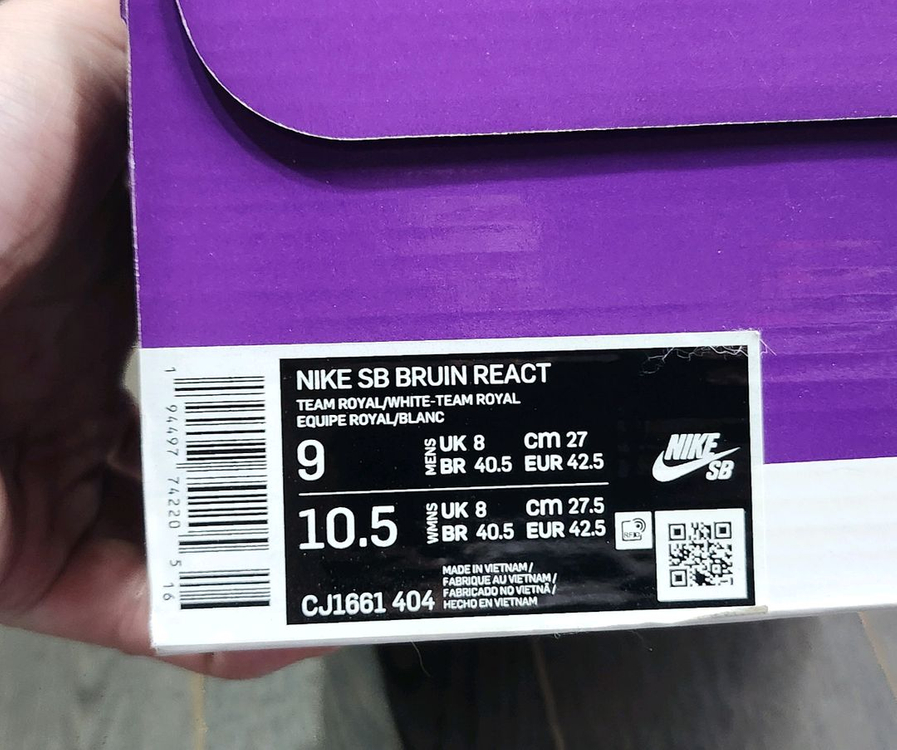 NIKE SB BRUIN REACT
TEAM ROYAL/WHITE-TEAM ROYAL
EQUIPE ROYAL/BLANC
9 MENS UK 8 cm 27
BR 40.5 EUR 42.5
10.5 WMNS UK 8 cm 27.5
BR 40.5 EUR 42.5
NIKE
SB
MADE IN VIETNAM/
FABRIQUE AU VIETNAM/
FABRICADO NO VIETNÃ/
HECHO EN VIETNAM
CJ1661 404
1 94497 74220 5 16